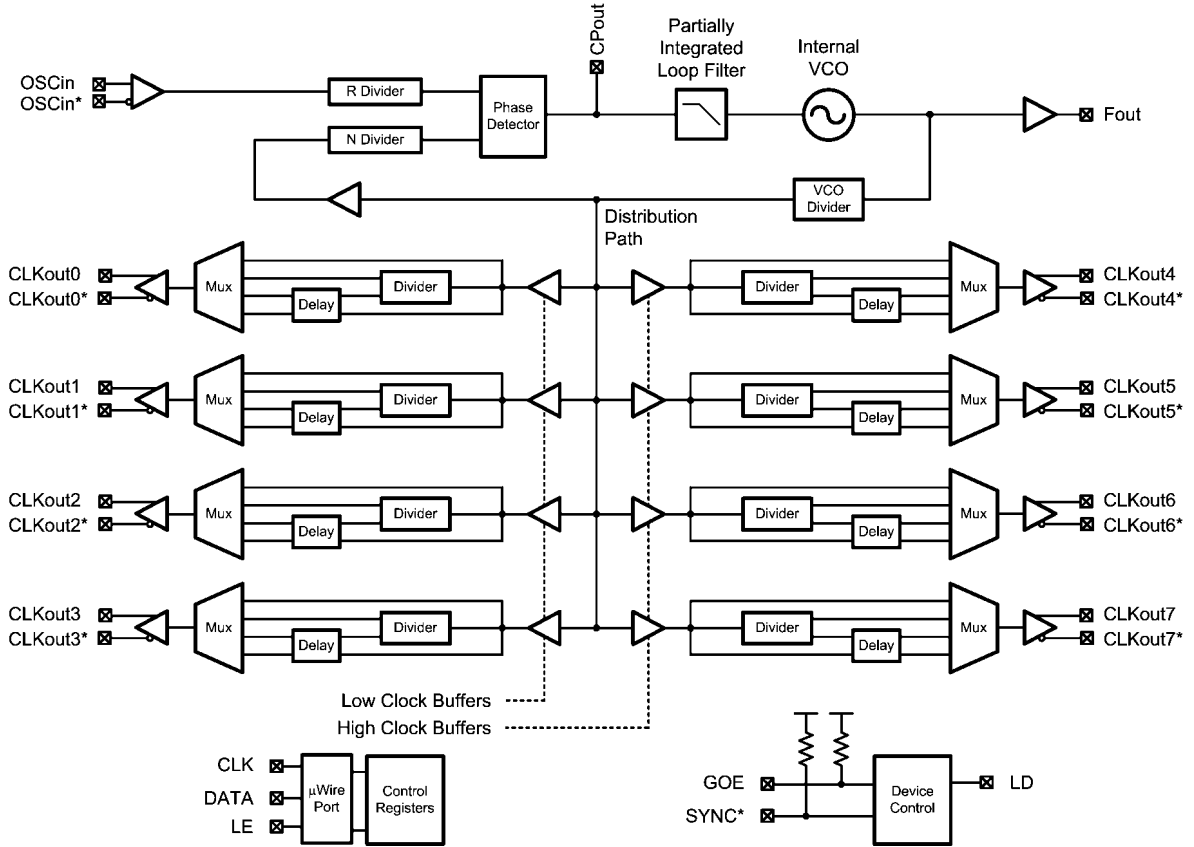 CPout
Partially
Integrated
Loop Filter
Internal
VCO
OSCin
OSCin*
R Divider
N Divider
Phase
Detector
Fout
VCO
Divider
Distribution
Path
CLKout0
CLKout0*
Mux
Delay
Divider
Divider
Delay
Mux
CLKout4
CLKout4*
CLKout1
CLKout1*
Mux
Delay
Divider
Divider
Delay
Mux
CLKout5
CLKout5*
CLKout2
CLKout2*
Mux
Delay
Divider
Divider
Delay
Mux
CLKout6
CLKout6*
CLKout3
CLKout3*
Mux
Delay
Divider
Divider
Delay
Mux
CLKout7
CLKout7*
Low Clock Buffers
High Clock Buffers
CLK
DATA
LE
µWire
Port
Control
Registers
GOE
SYNC*
Device
Control
LD